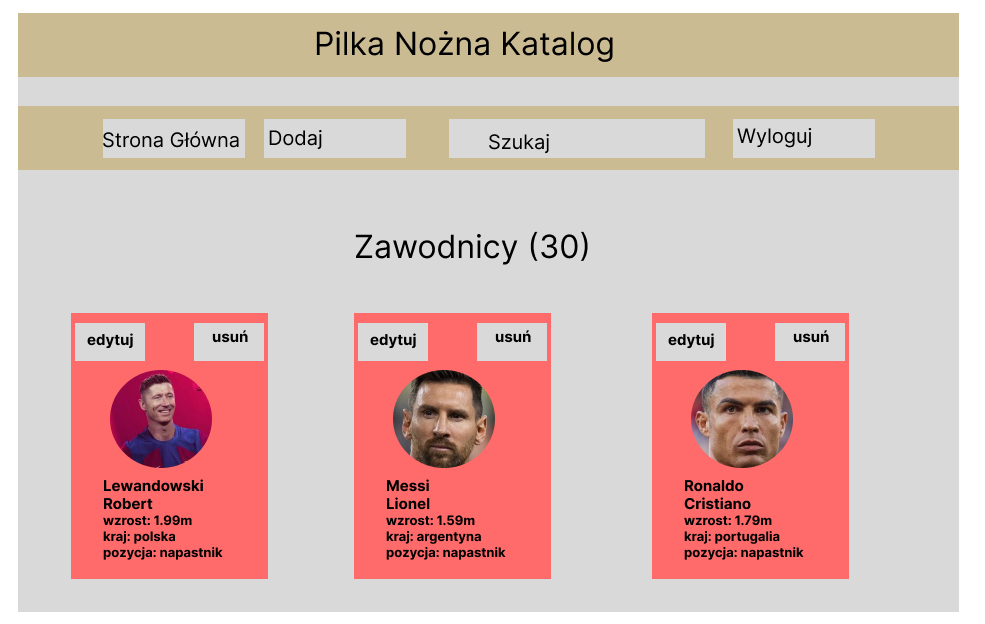 Pilka Nożna Katalog
Strona Główna Dodaj Szukaj Wyloguj
Zawodnicy (30)
edytuj usuń
Lewandowski
Robert
wzrost: 1.99m
kraj: polska
pozycja: napastnik
edytuj usuń
Messi
Lionel
wzrost: 1.59m
kraj: argentyna
pozycja: napastnik
edytuj usuń
Ronaldo
Cristiano
wzrost: 1.79m
kraj: portugalia
pozycja: napastnik